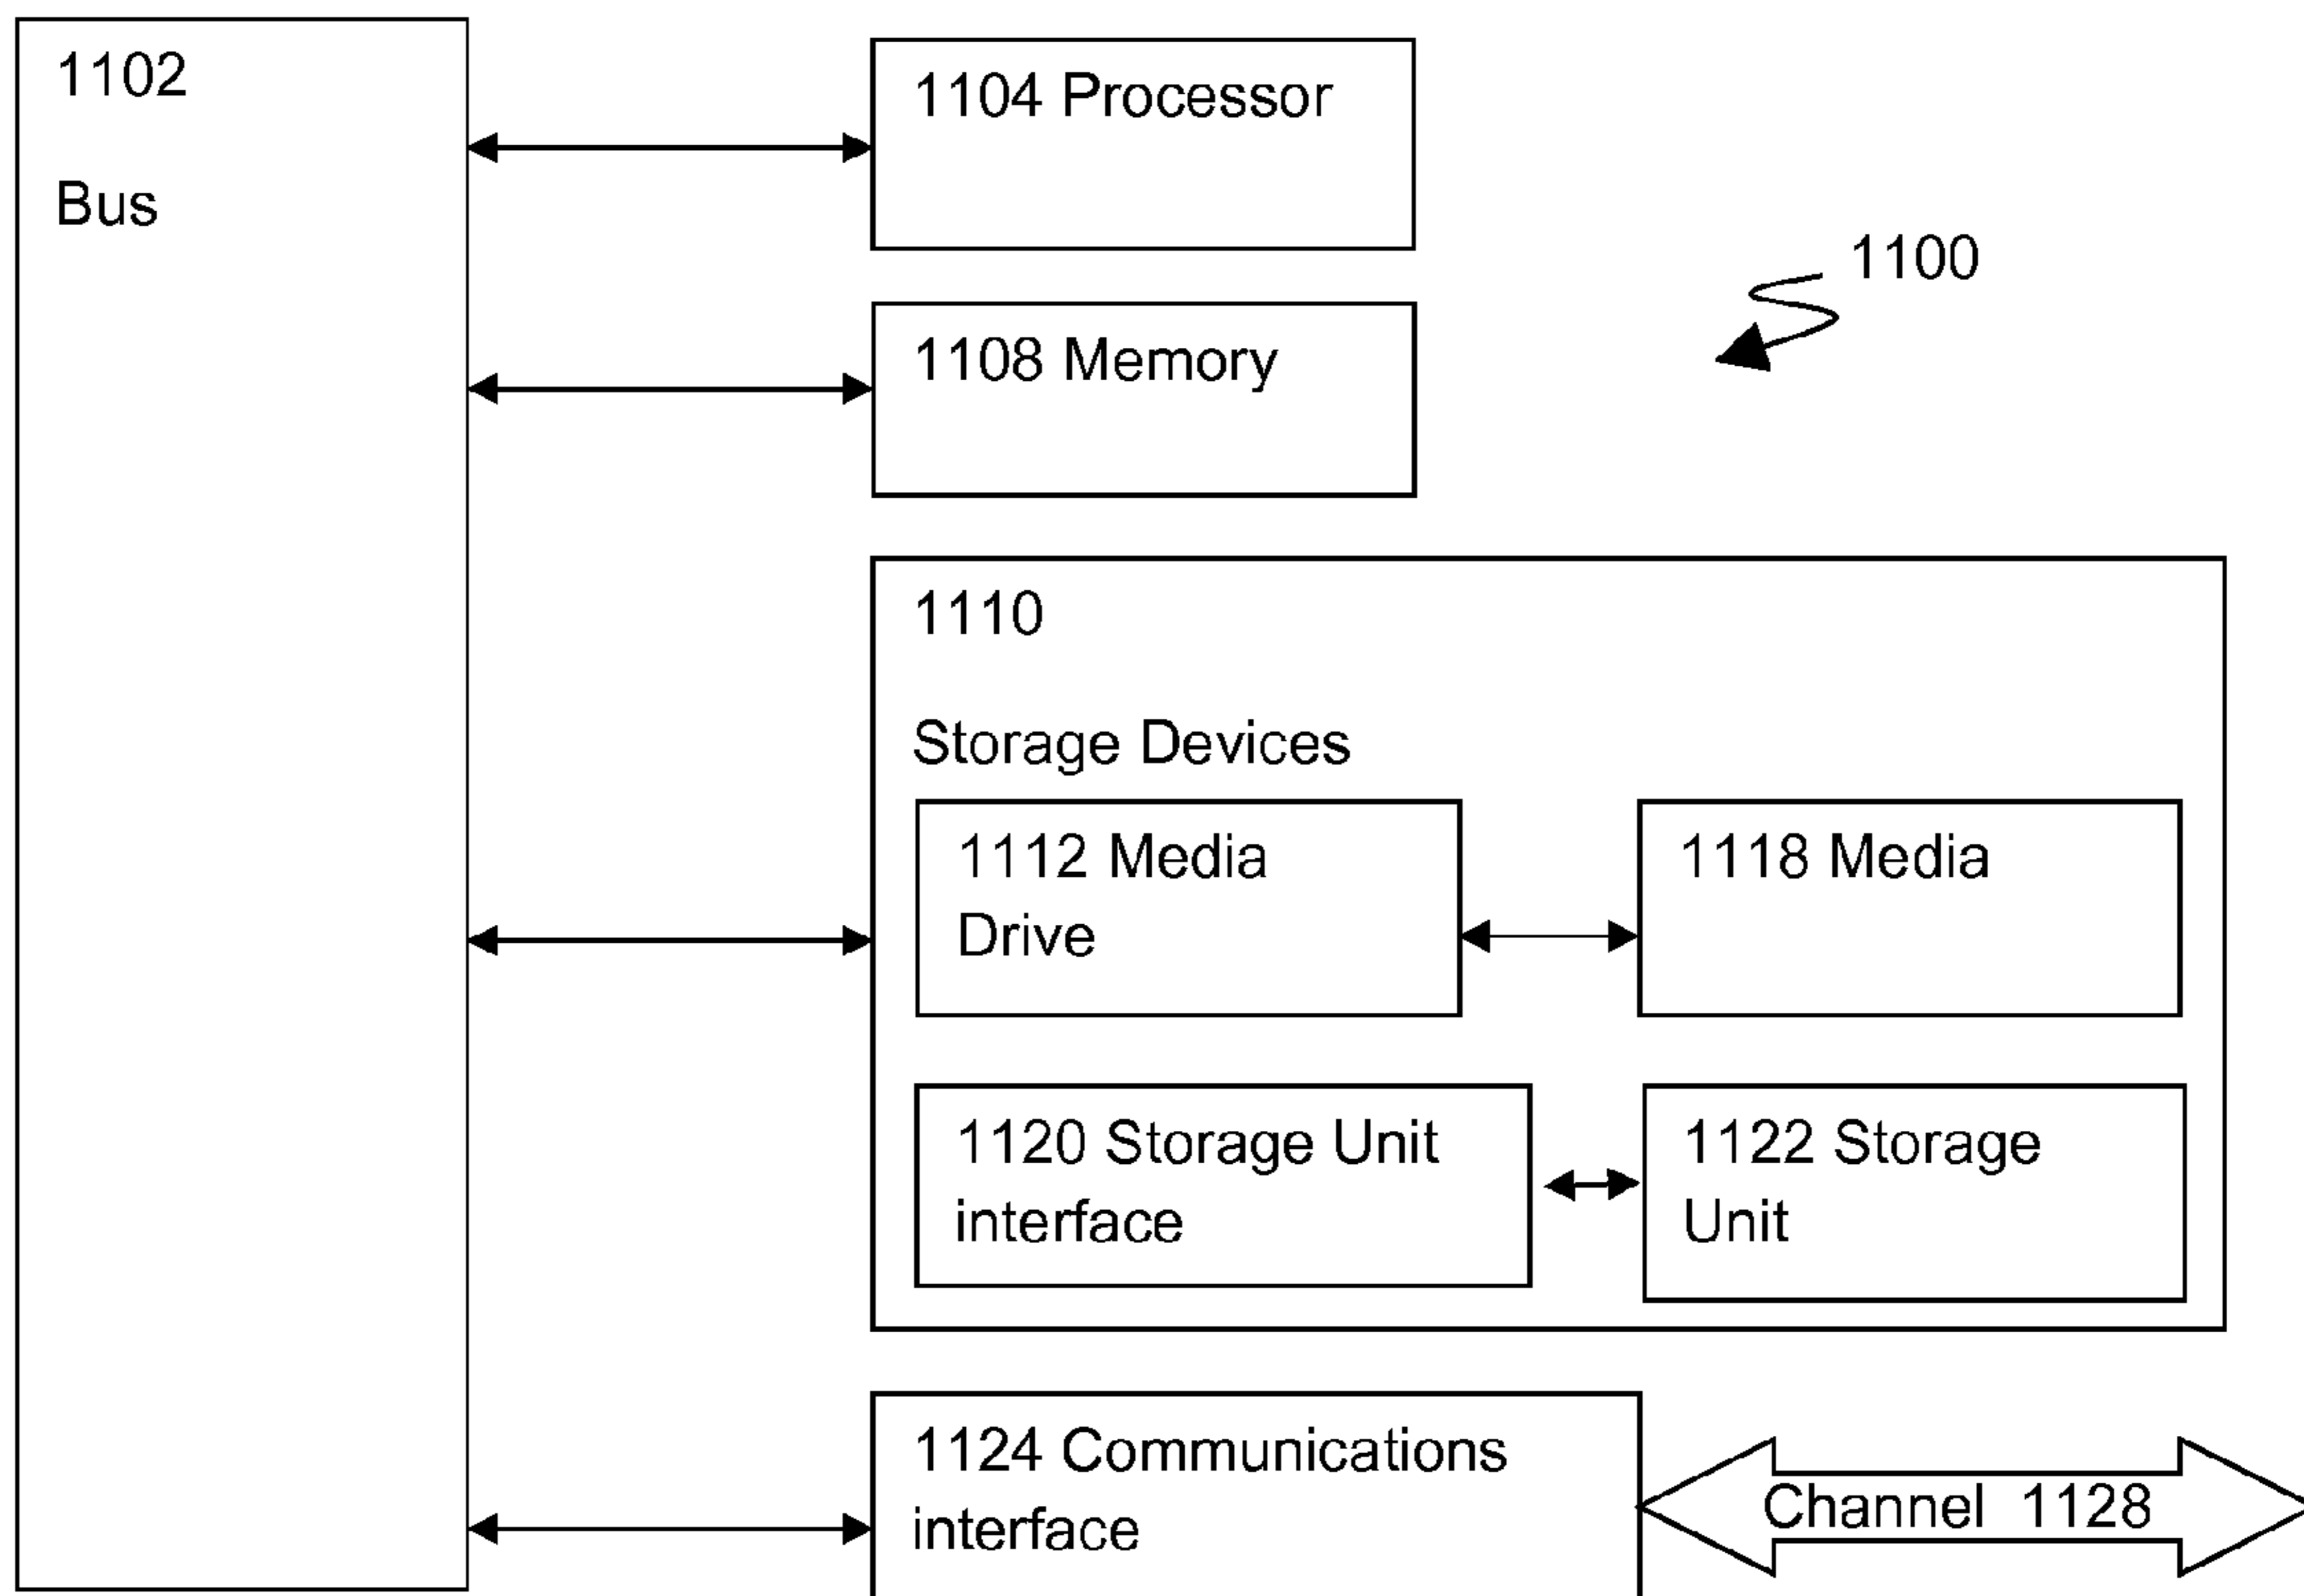 1102
Bus
1104 Processor
1100
1108 Memory
1110
Storage Devices
1112 Media
Drive
1118 Media
1120 Storage Unit
interface
1122 Storage
Unit
1124 Communications
interface
Channel 1128